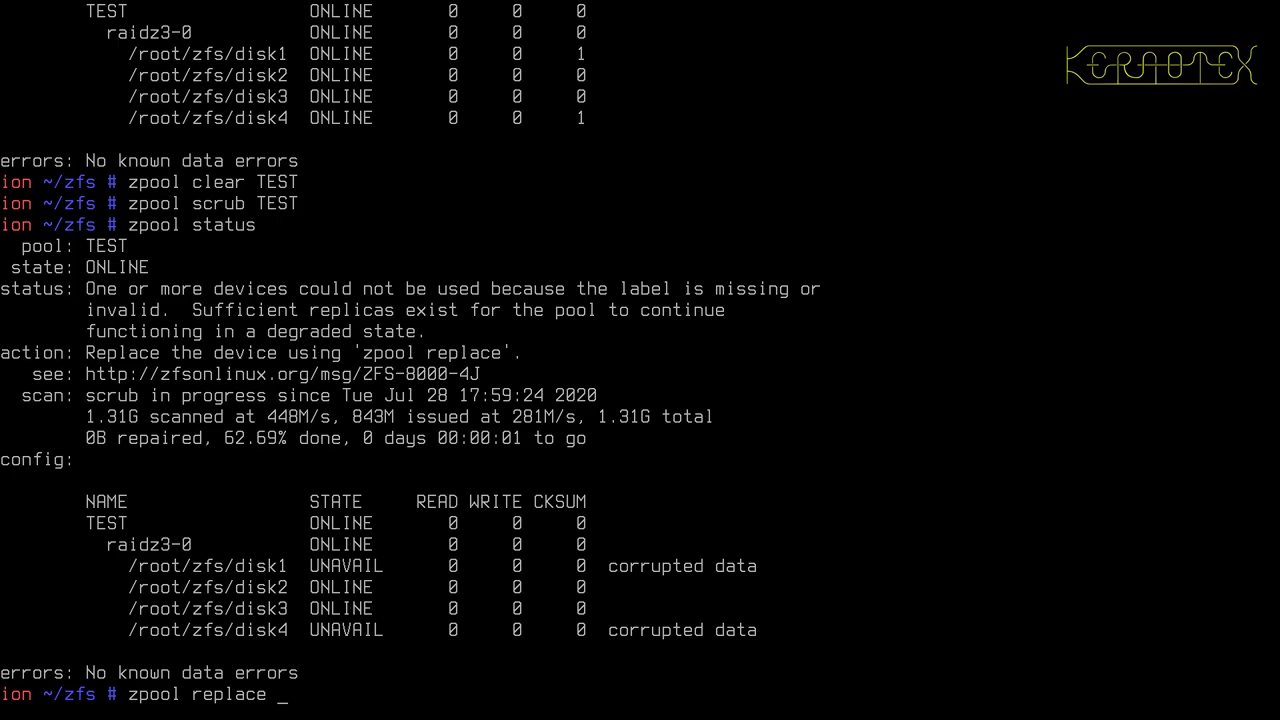 TEST ONLINE 0 0 0
raidz3-0 ONLINE 0 0 0
/root/zfs/disk1 ONLINE 0 0 1
/root/zfs/disk2 ONLINE 0 0 0
/root/zfs/disk3 ONLINE 0 0 0
/root/zfs/disk4 ONLINE 0 0 1
KERAOTEX
errors: No known data errors
ion ~/zfs # zpool clear TEST
ion ~/zfs # zpool scrub TEST
ion ~/zfs # zpool status
pool: TEST
state: ONLINE
status: One or more devices could not be used because the label is missing or
invalid.  Sufficient replicas exist for the pool to continue
functioning in a degraded state.
action: Replace the device using 'zpool replace'.
see: http://zfsonlinux.org/msg/ZFS-8000-4J
scan: scrub in progress since Tue Jul 28 17:59:24 2020
1.31G scanned at 448M/s, 843M issued at 281M/s, 1.31G total
0B repaired, 62.69% done, 0 days 00:00:01 to go
config:
NAME STATE READ WRITE CKSUM
TEST ONLINE 0 0 0
raidz3-0 ONLINE 0 0 0
/root/zfs/disk1 UNAVAIL 0 0 0 corrupted data
/root/zfs/disk2 ONLINE 0 0 0
/root/zfs/disk3 ONLINE 0 0 0
/root/zfs/disk4 UNAVAIL 0 0 0 corrupted data
errors: No known data errors
ion ~/zfs # zpool replace _